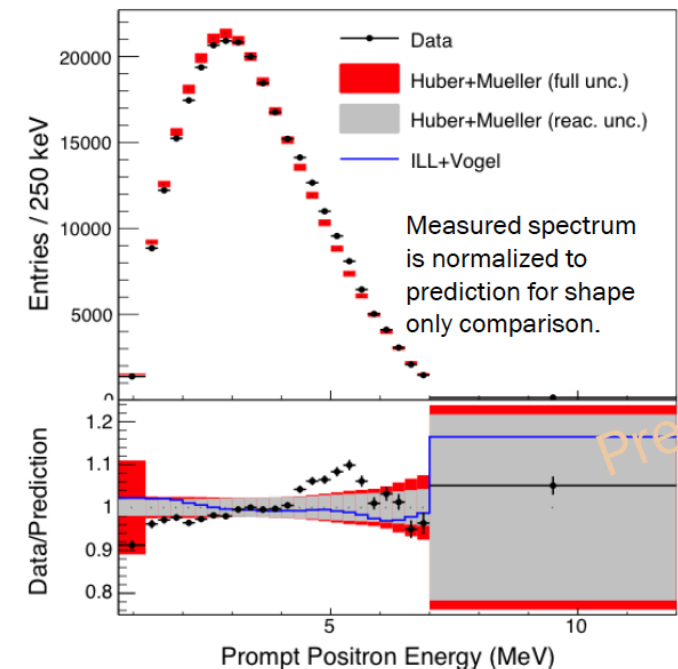 Entries / 250 keV
20000
15000
10000
5000
0
Data
Huber+Mueller (full unc.)
Huber+Mueller (reac. unc.)
ILL+Vogel
Measured spectrum
is normalized to
prediction for shape
only comparison.
Data/Prediction
1.2
1.1
1
0.9
0.8
Pre
5
10
Prompt Positron Energy (MeV)